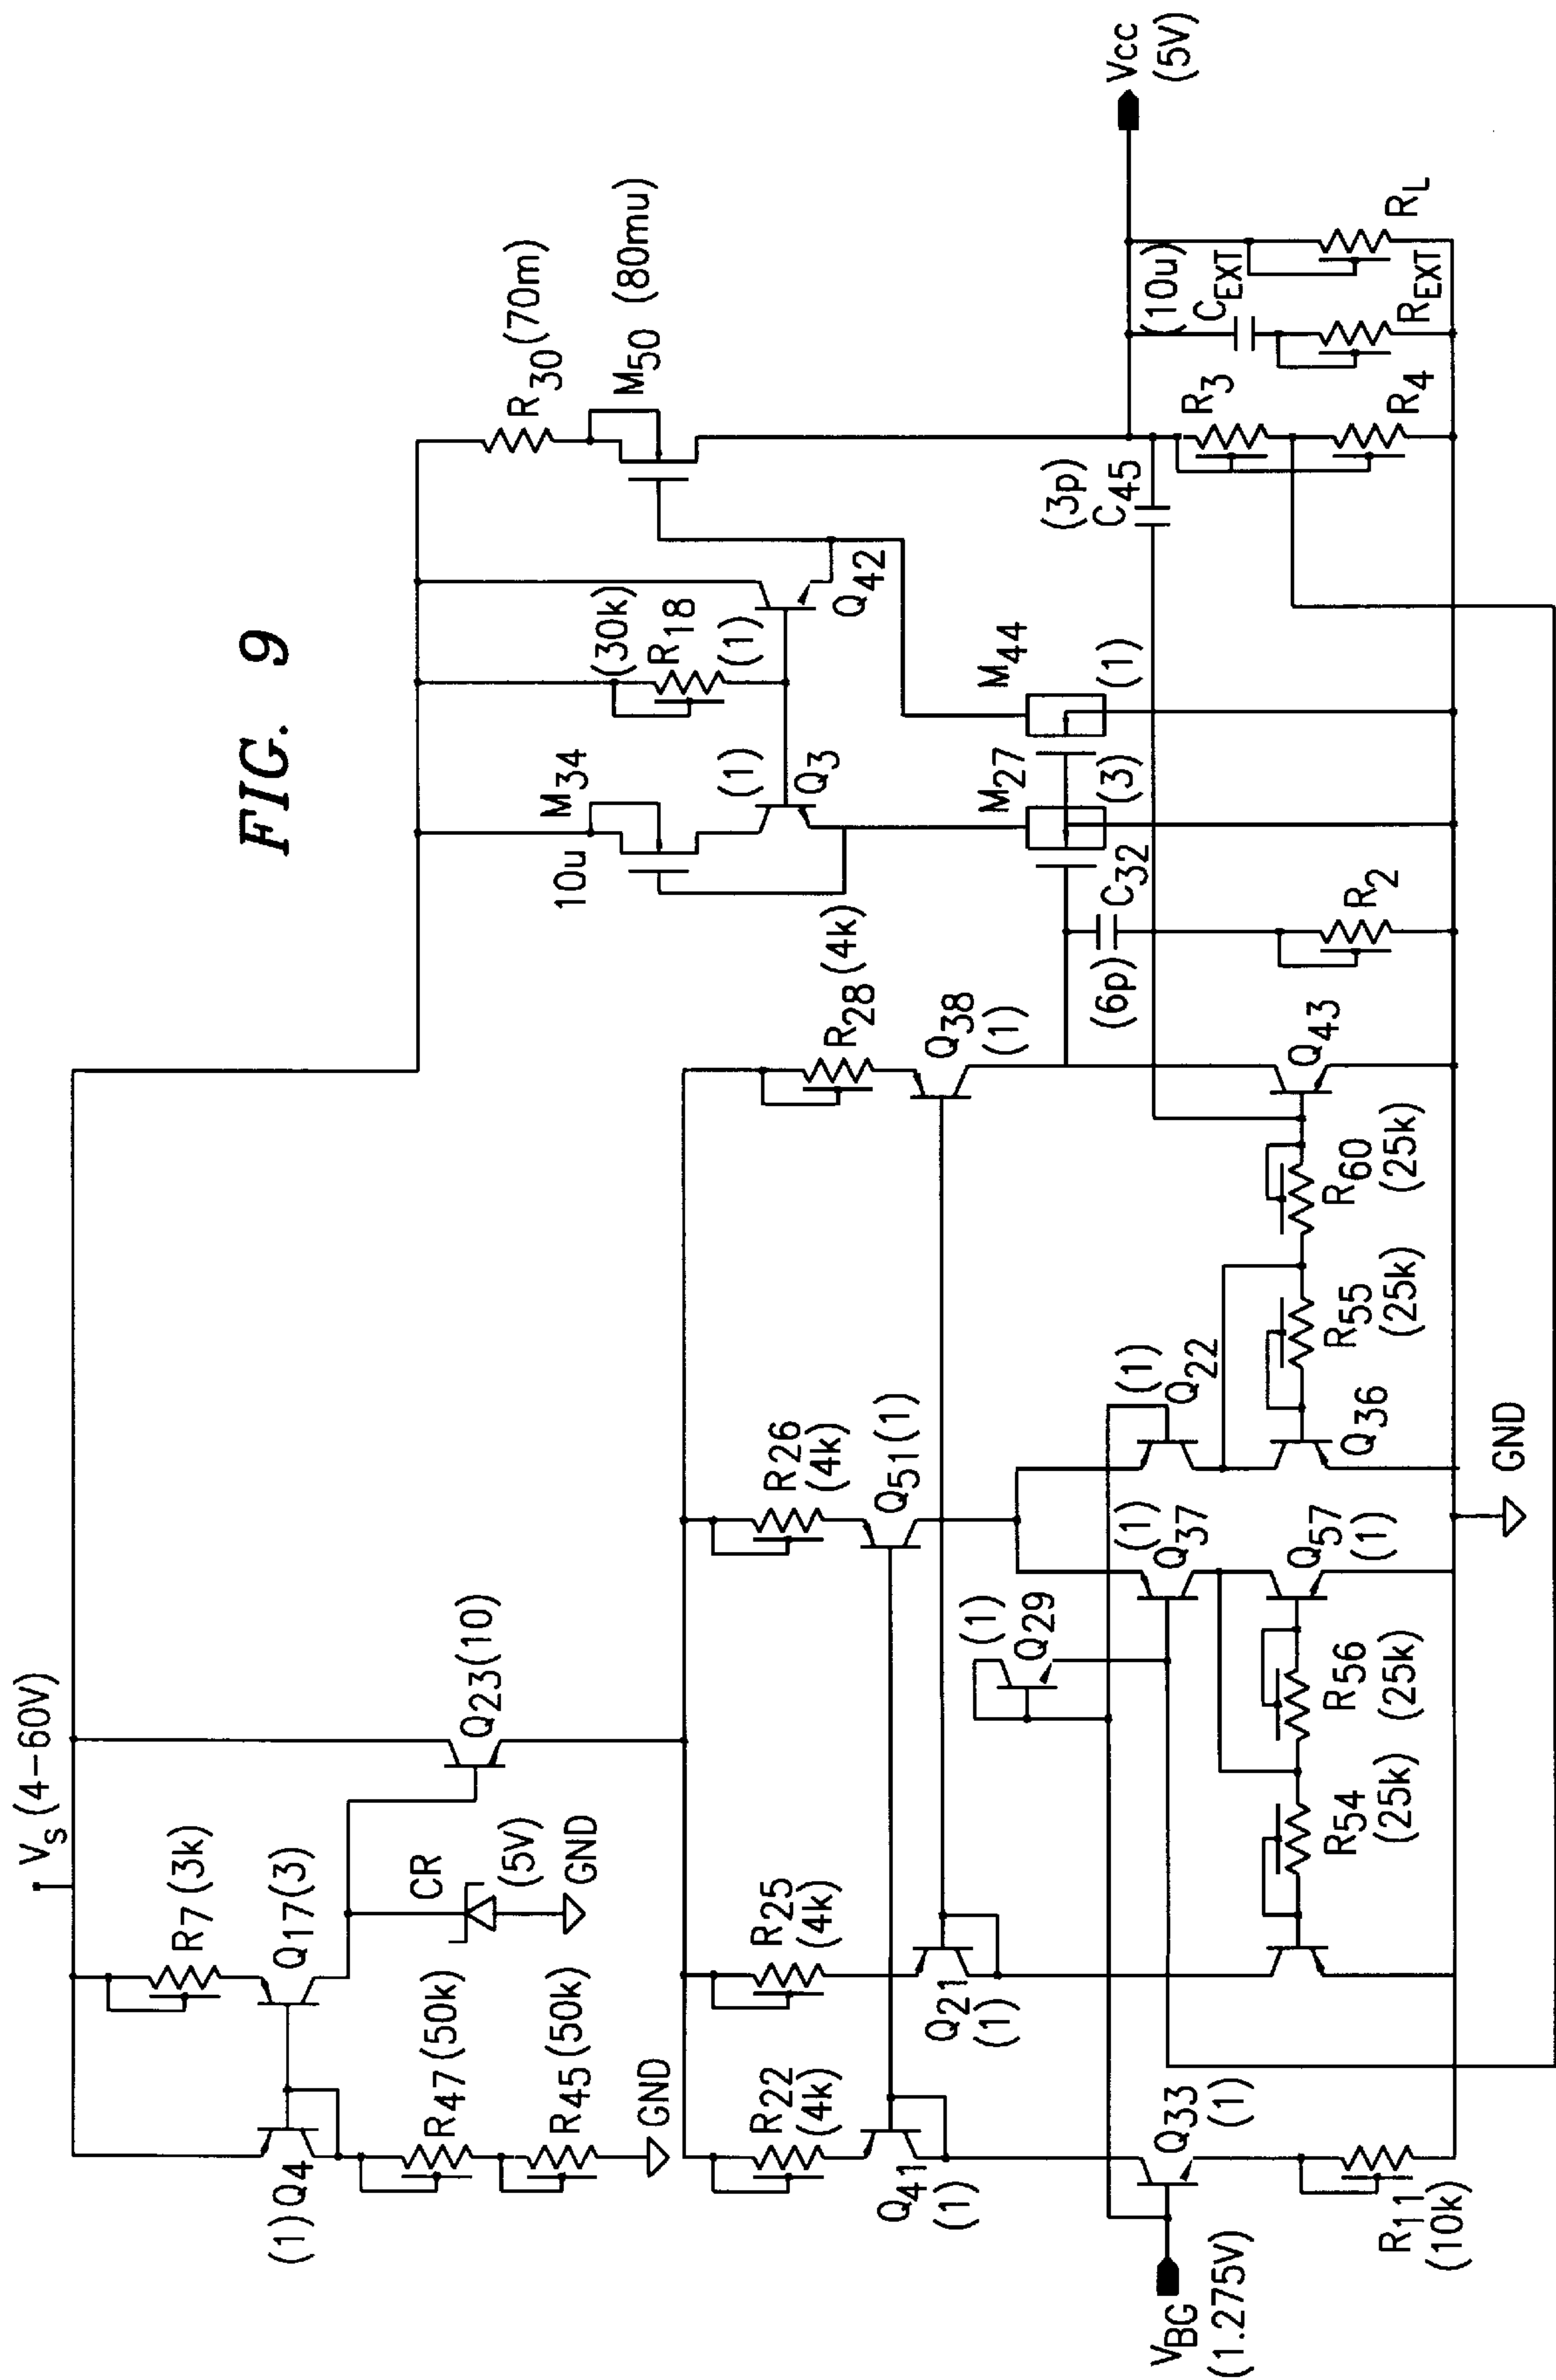 FIG. 9
VS (4-60V)
R7(3k)
Q17(3)
(1)Q4
R47(50k)
R45(50k)
GND
CR
(5V)
GND
Q23(10)
R22
(4k)
R25
(4k)
R26
(4k)
R28(4k)
Q41
(1)
Q21
(1)
Q51(1)
Q38
(1)
(1)
Q29
(1)
Q37
(1)
Q22
VBG
(1.275V)
Q33
(1)
R11
(10k)
R54
(25k)
R56
(25k)
Q57
(1)
Q36
R55
(25k)
R60
(25k)
Q43
GND
10u
M34
(1)
Q3
(30k)
R18
(1)
Q42
R30(70m)
M50 (80mu)
(6p)
C32
R2
M27
(3)
M44
(1)
(3p)
C45
R3
R4
(10u)
CEXT
REXT
RL
Vcc
(5V)